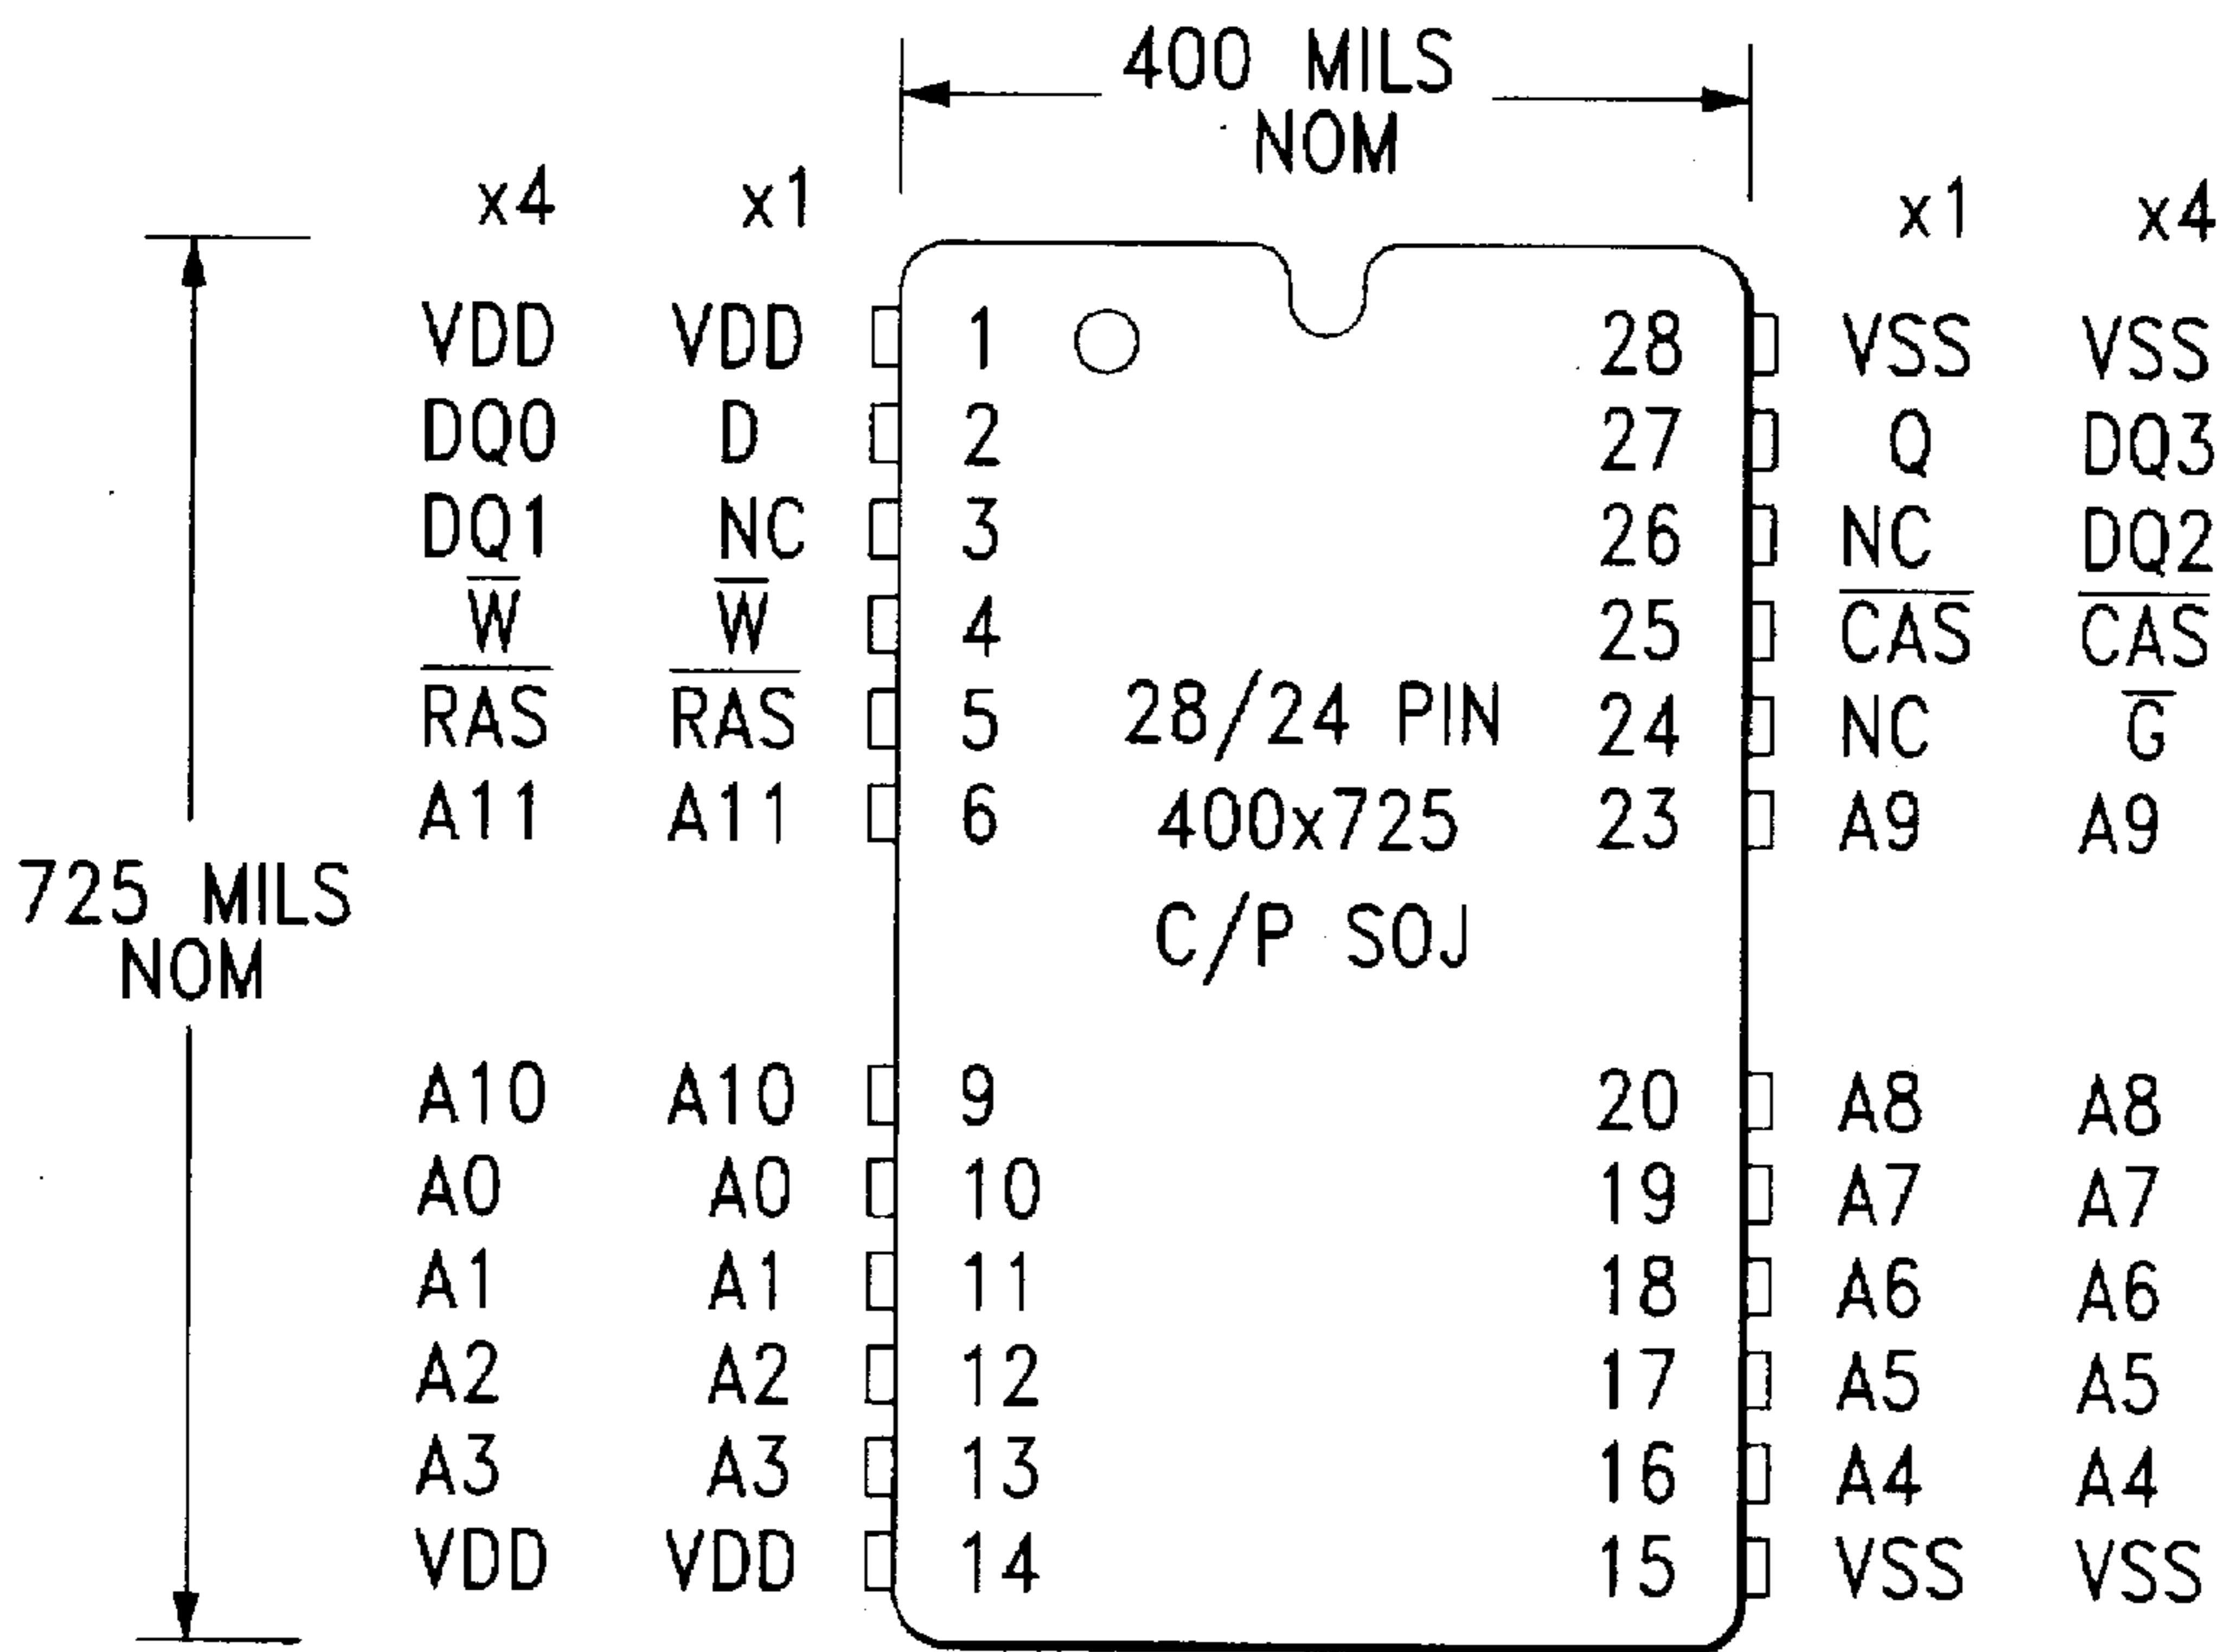 400 MILS
NOM
x4 x1 x1 x4
VDD VDD 1 28 VSS VSS
DQ0 D 2 27 Q DQ3
DQ1 NC 3 26 NC DQ2
W̅ W̅ 4 25 C̅A̅S̅ C̅A̅S̅
R̅A̅S̅ R̅A̅S̅ 5 28/24 PIN 24 NC G̅
A11 A11 6 400x725 23 A9 A9
725 MILS
NOM
C/P SOJ
A10 A10 9 20 A8 A8
A0 A0 10 19 A7 A7
A1 A1 11 18 A6 A6
A2 A2 12 17 A5 A5
A3 A3 13 16 A4 A4
VDD VDD 14 15 VSS VSS